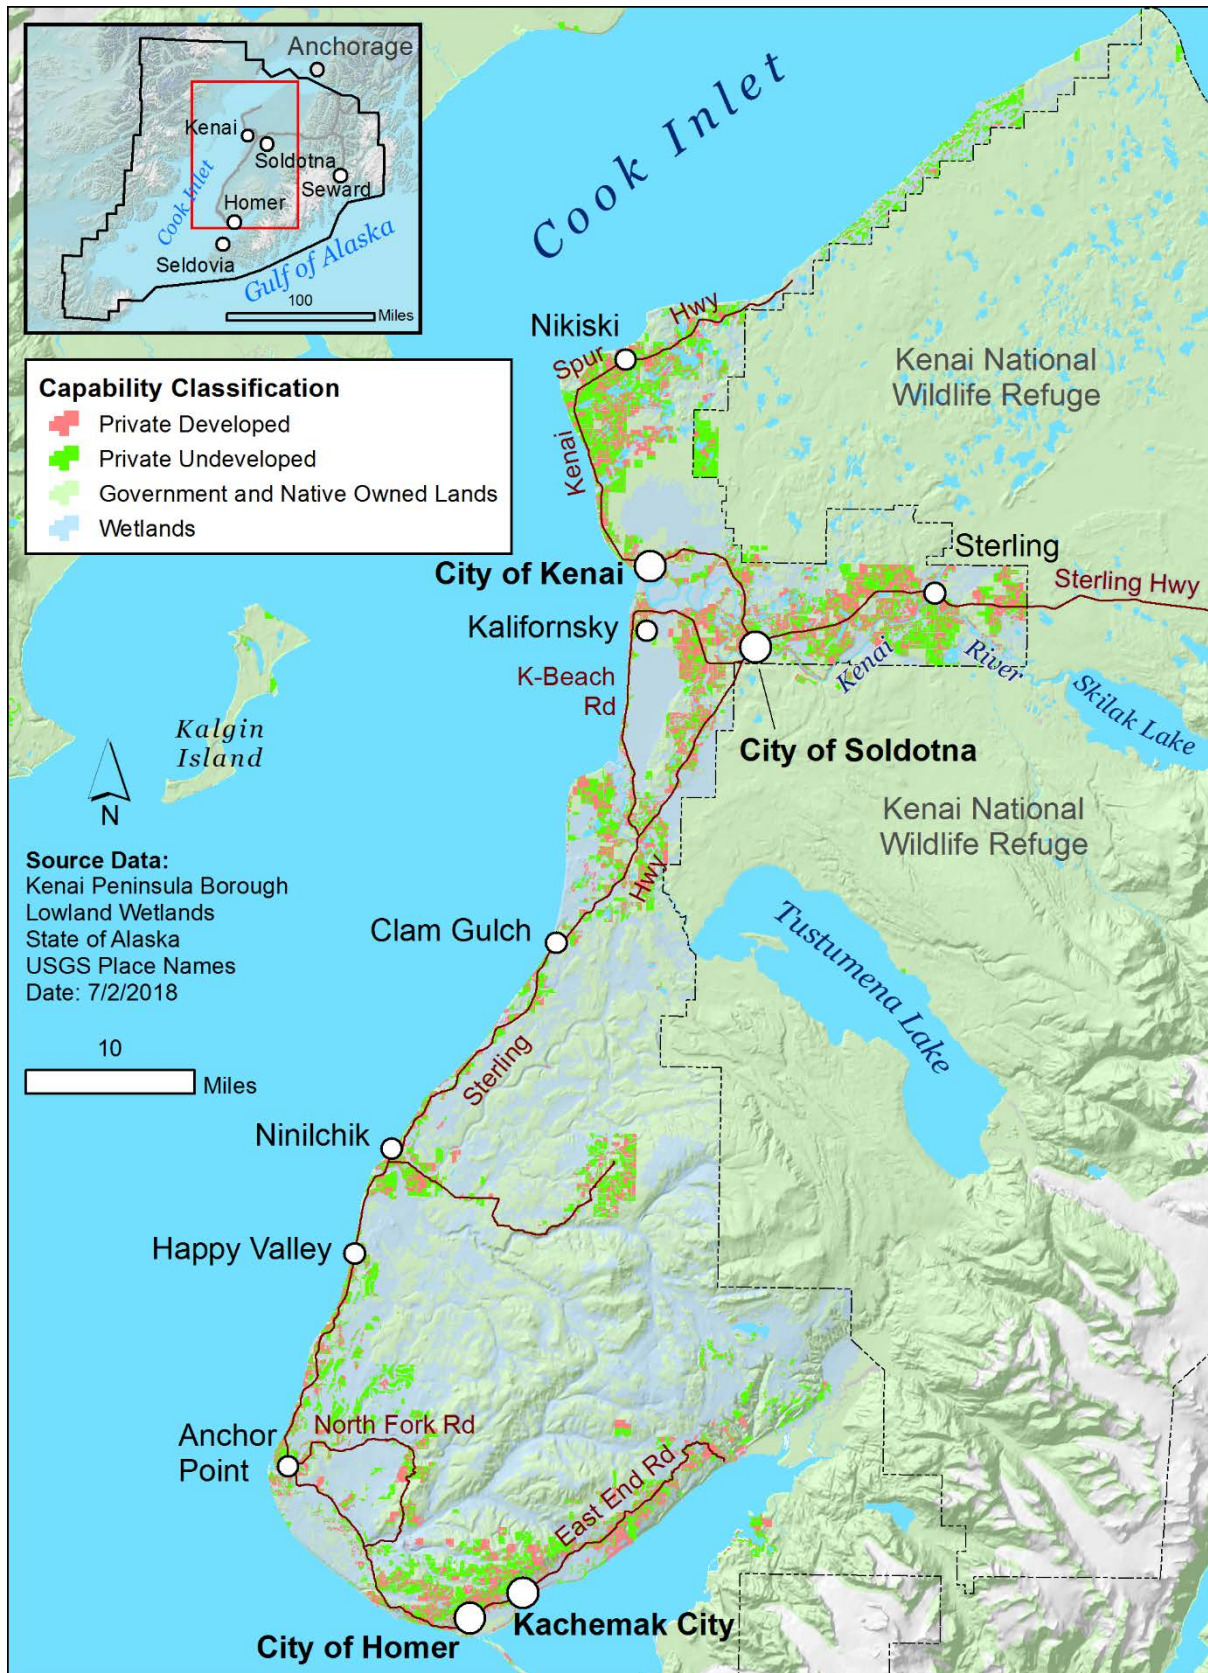 Anchorage
Kenai
Soldotna
Seward
Cook Inlet
Homer
Seldovia
Gulf of Alaska
100
Miles
Cook Inlet
Capability Classification
Private Developed
Private Undeveloped
Government and Native Owned Lands
Wetlands
Nikiski
Spur
Hwy
Kenai
Kenai National
Wildlife Refuge
City of Kenai
Sterling
Sterling Hwy
Kalifornsky
K-Beach
Rd
Kenai
River
Skilak Lake
City of Soldotna
Kalgin
Island
N
Kenai National
Wildlife Refuge
Source Data:
Kenai Peninsula Borough
Lowland Wetlands
State of Alaska
USGS Place Names
Date: 7/2/2018
10
Miles
Hwy
Clam Gulch
Tustumena Lake
Sterling
Ninilchik
Happy Valley
North Fork Rd
Anchor
Point
East End Rd
Kachemak City
City of Homer